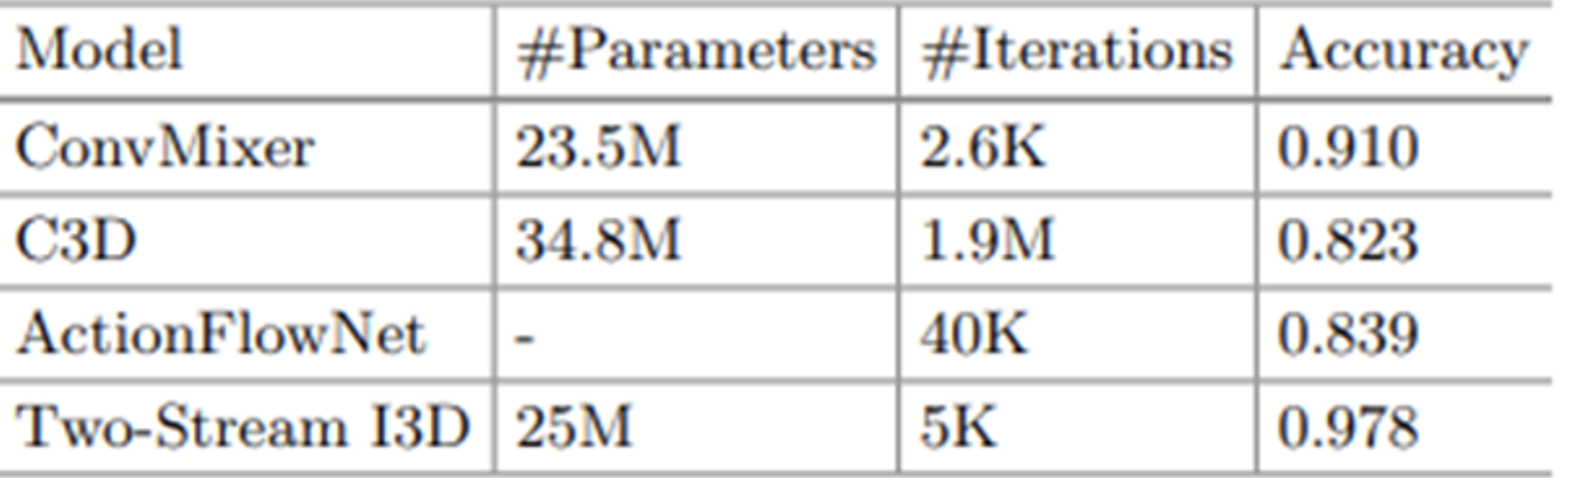 Model #Parameters #Iterations Accuracy
ConvMixer 23.5M 2.6K 0.910
C3D 34.8M 1.9M 0.823
ActionFlowNet - 40K 0.839
Two-Stream I3D 25M 5K 0.978